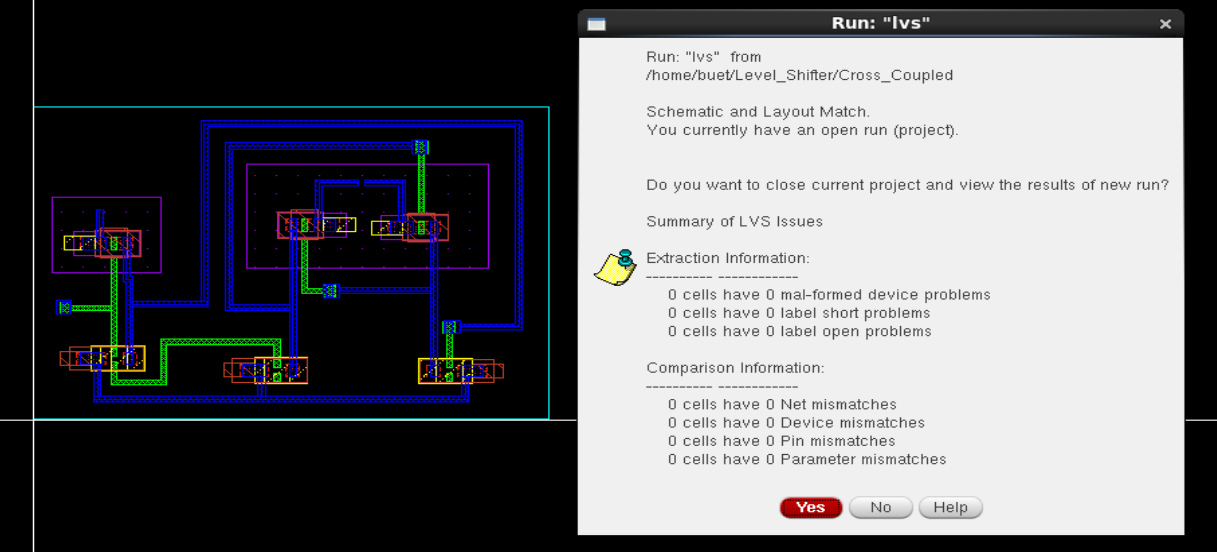 Run: "lvs"
Run: "lvs" from
/home/buet/Level_Shifter/Cross_Coupled
Schematic and Layout Match.
You currently have an open run (project).
Do you want to close current project and view the results of new run?
Summary of LVS Issues
Extraction Information:
---------- ------------
0 cells have 0 mal-formed device problems
0 cells have 0 label short problems
0 cells have 0 label open problems
Comparison Information:
---------- ------------
0 cells have 0 Net mismatches
0 cells have 0 Device mismatches
0 cells have 0 Pin mismatches
0 cells have 0 Parameter mismatches
Yes No Help